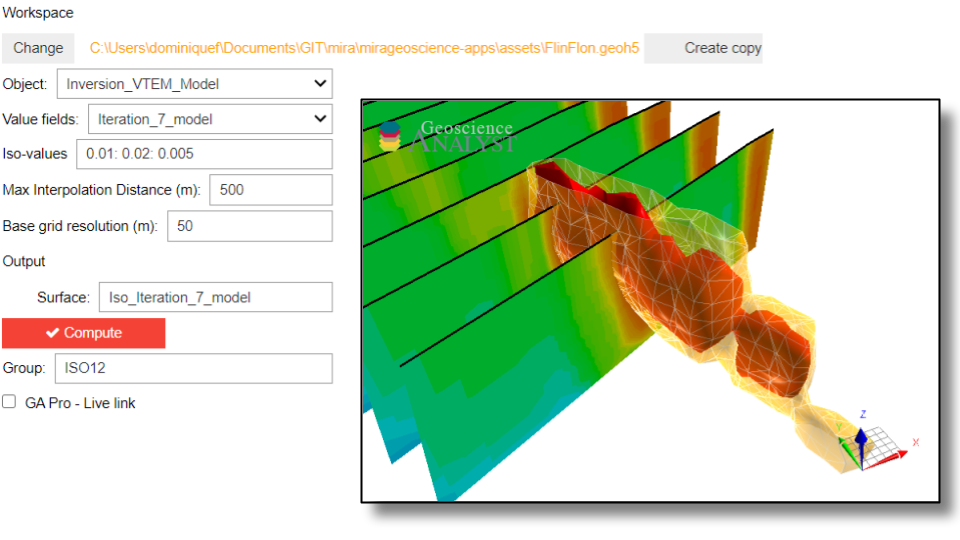 Workspace
Change C:\Users\dominiquef\Documents\GIT\mira\mirageoscience-apps\assets\FlinFlon.geoh5 Create copy
Object: Inversion_VTEM_Model
Value fields: Iteration_7_model
Iso-values 0.01: 0.02: 0.005
Max Interpolation Distance (m): 500
Base grid resolution (m): 50
Output
Surface: Iso_Iteration_7_model
Compute
Group: ISO12
GA Pro - Live link
Geoscience
ANALYST
Z
Y
X